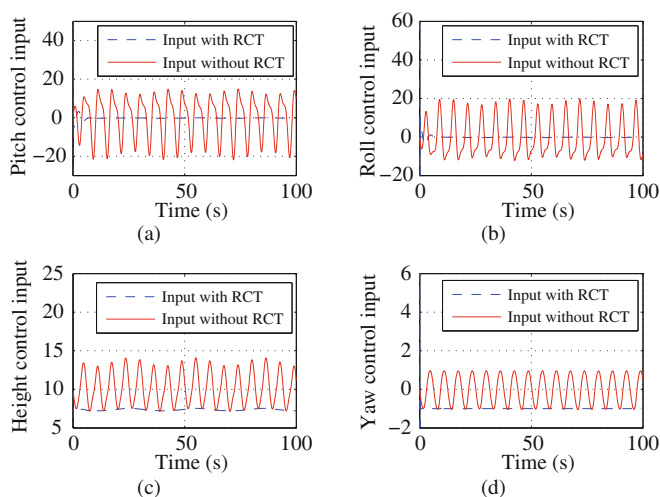 Pitch control input
40
20
0
−20
Input with RCT
Input without RCT
0
50
100
Time (s)
(a)
Roll control input
60
40
20
0
−20
Input with RCT
Input without RCT
0
50
100
Time (s)
(b)
Height control input
25
20
15
10
5
Input with RCT
Input without RCT
0
50
100
Time (s)
(c)
Yaw control input
6
4
2
0
−2
Input with RCT
Input without RCT
0
50
100
Time (s)
(d)